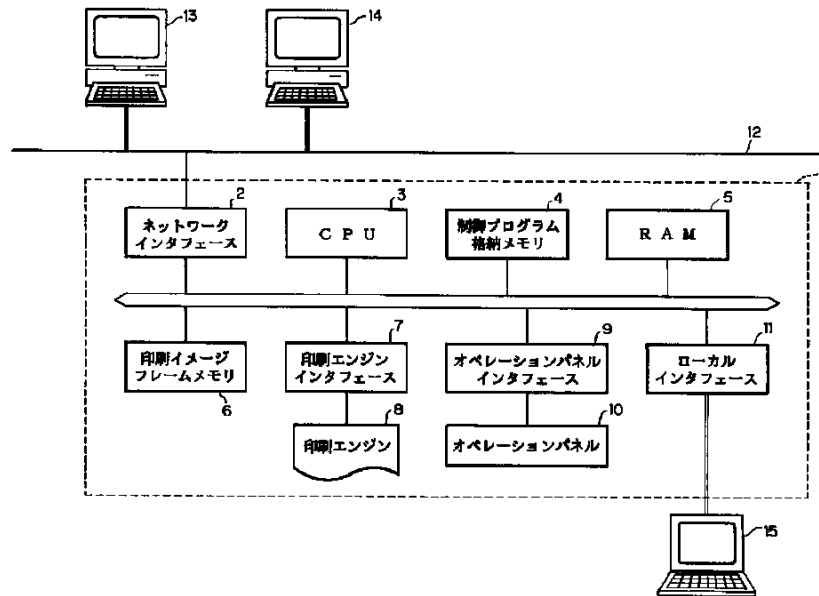 13
14
12
2
3
4
5
ネットワーク
インタフェース
C P U
制御プログラム
格納メモリ
R A M
7
9
11
印刷イメージ
フレームメモリ
印刷エンジン
インタフェース
オペレーションパネル
インタフェース
ローカル
インタフェース
6
8
10
印刷エンジン
オペレーションパネル
15